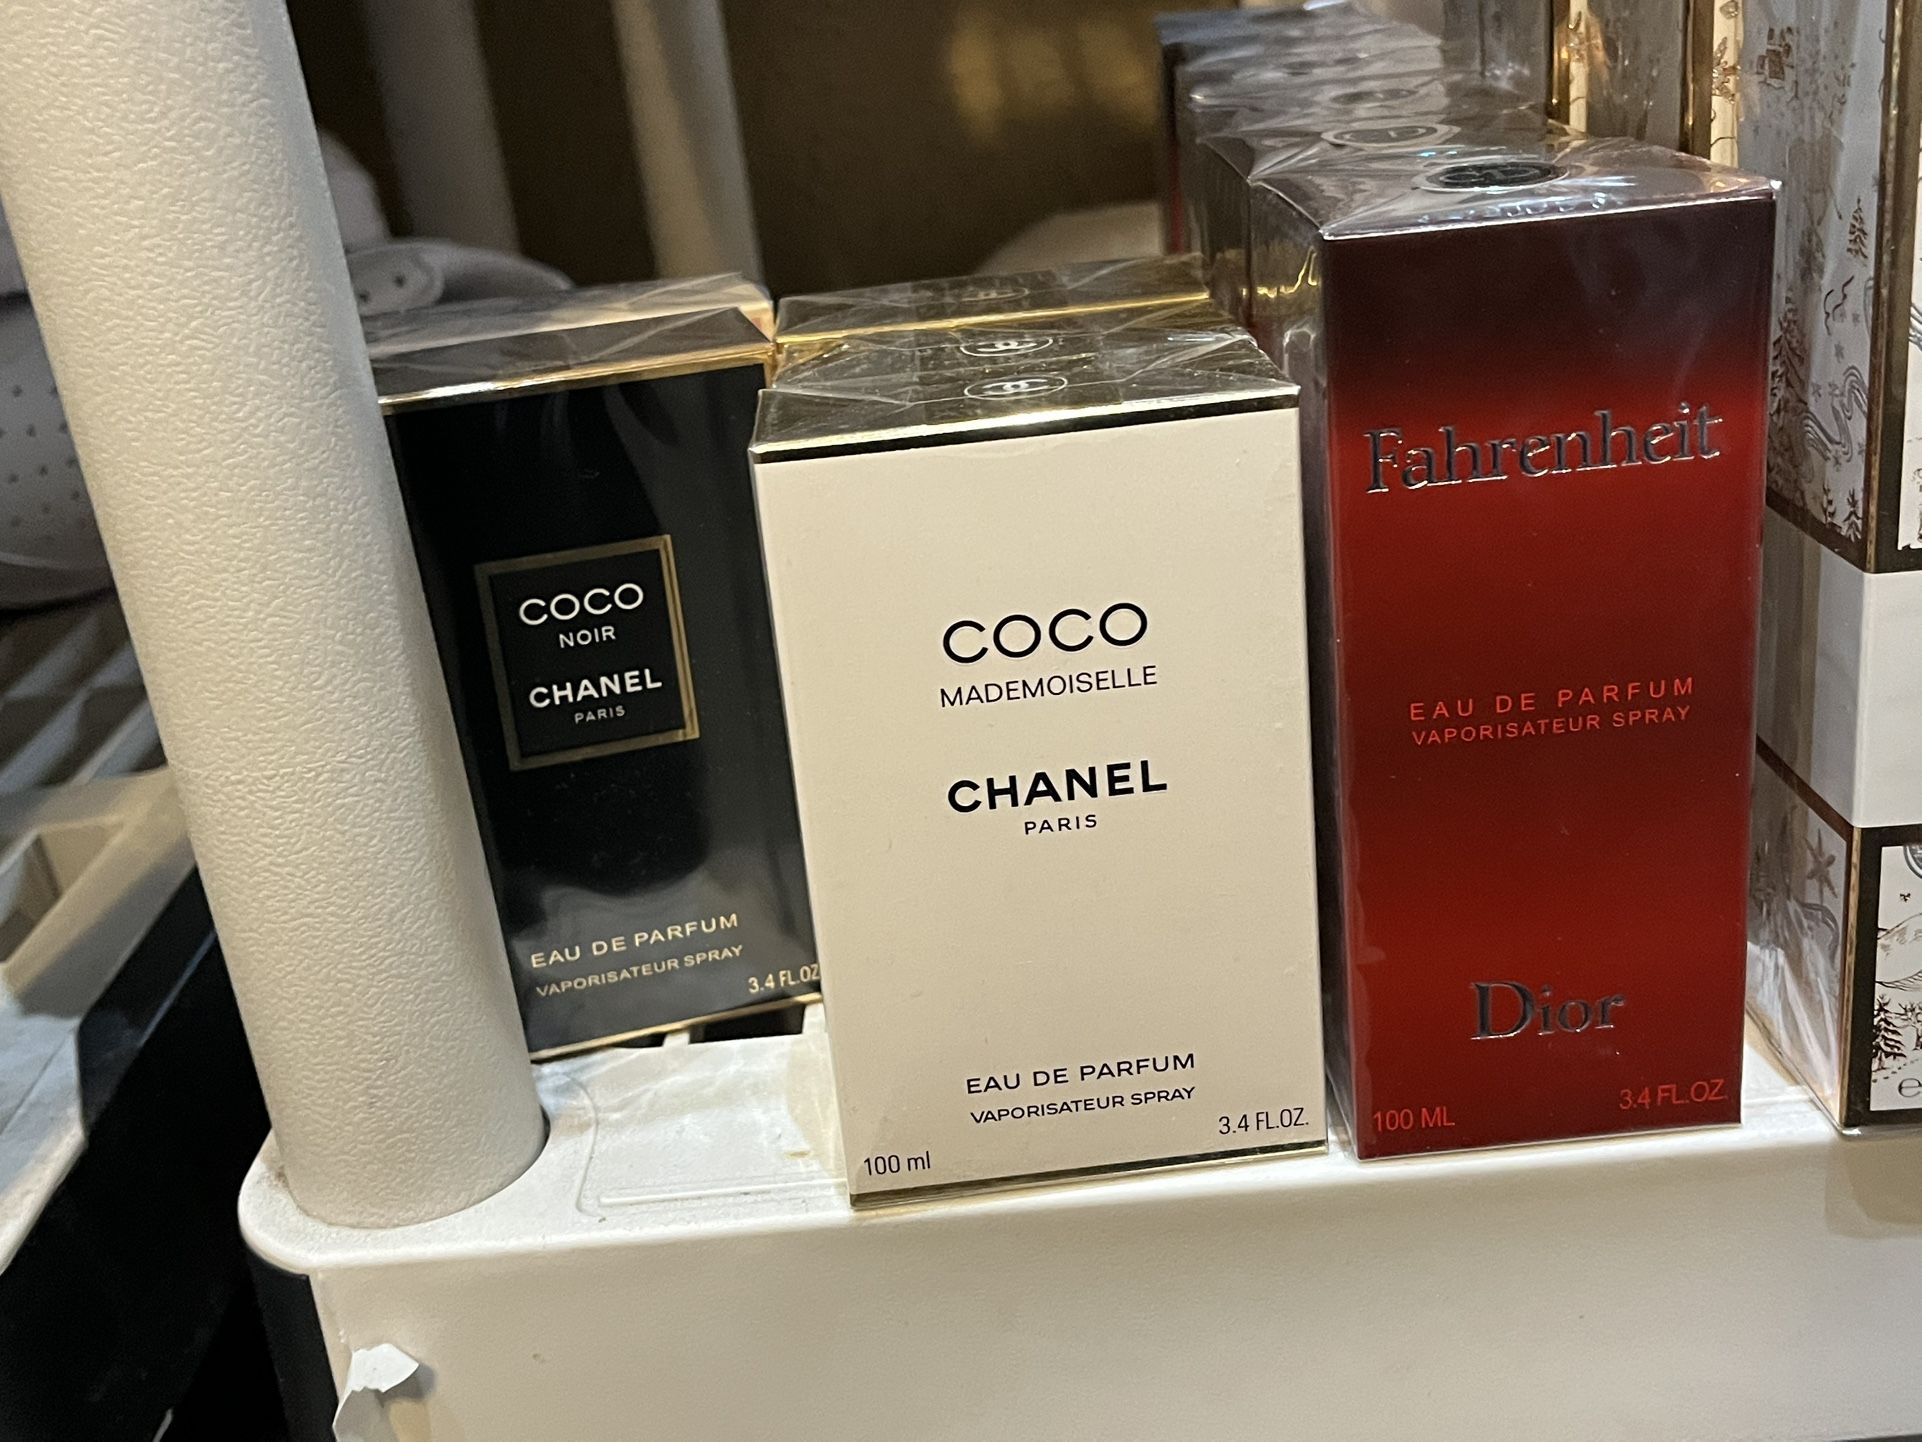 COCO
NOIR
CHANEL
PARIS
EAU DE PARFUM
VAPORISATEUR SPRAY
3.4 FL.OZ
COCO
MADEMOISELLE
CHANEL
PARIS
EAU DE PARFUM
VAPORISATEUR SPRAY
100 ml
3.4 FL.OZ.
Fahrenheit
EAU DE PARFUM
VAPORISATEUR SPRAY
Dior
100 ML
3.4 FL.OZ.